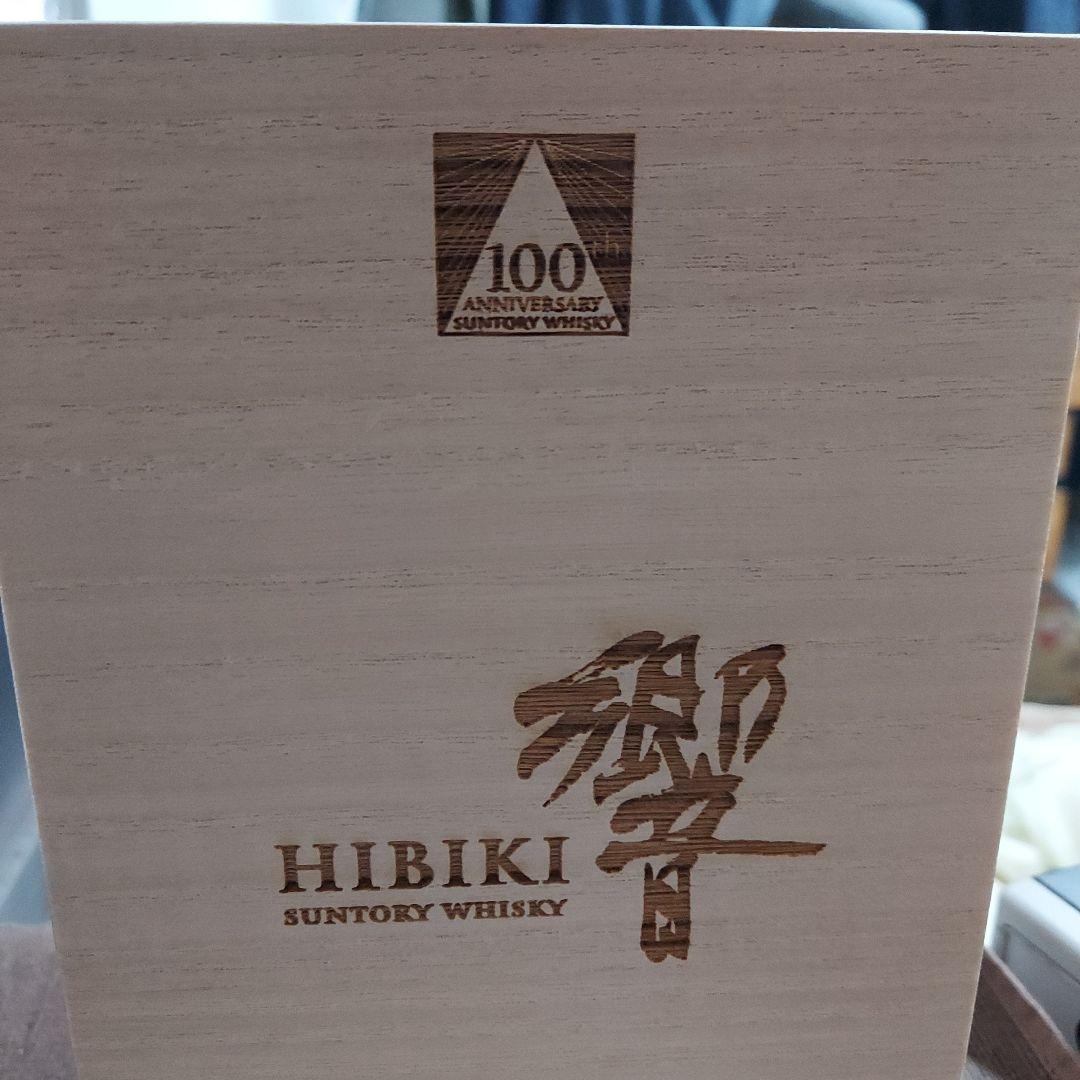 100th
ANNIVERSARY
SUNTORY WHISKY
響
HIBIKI
SUNTORY WHISKY